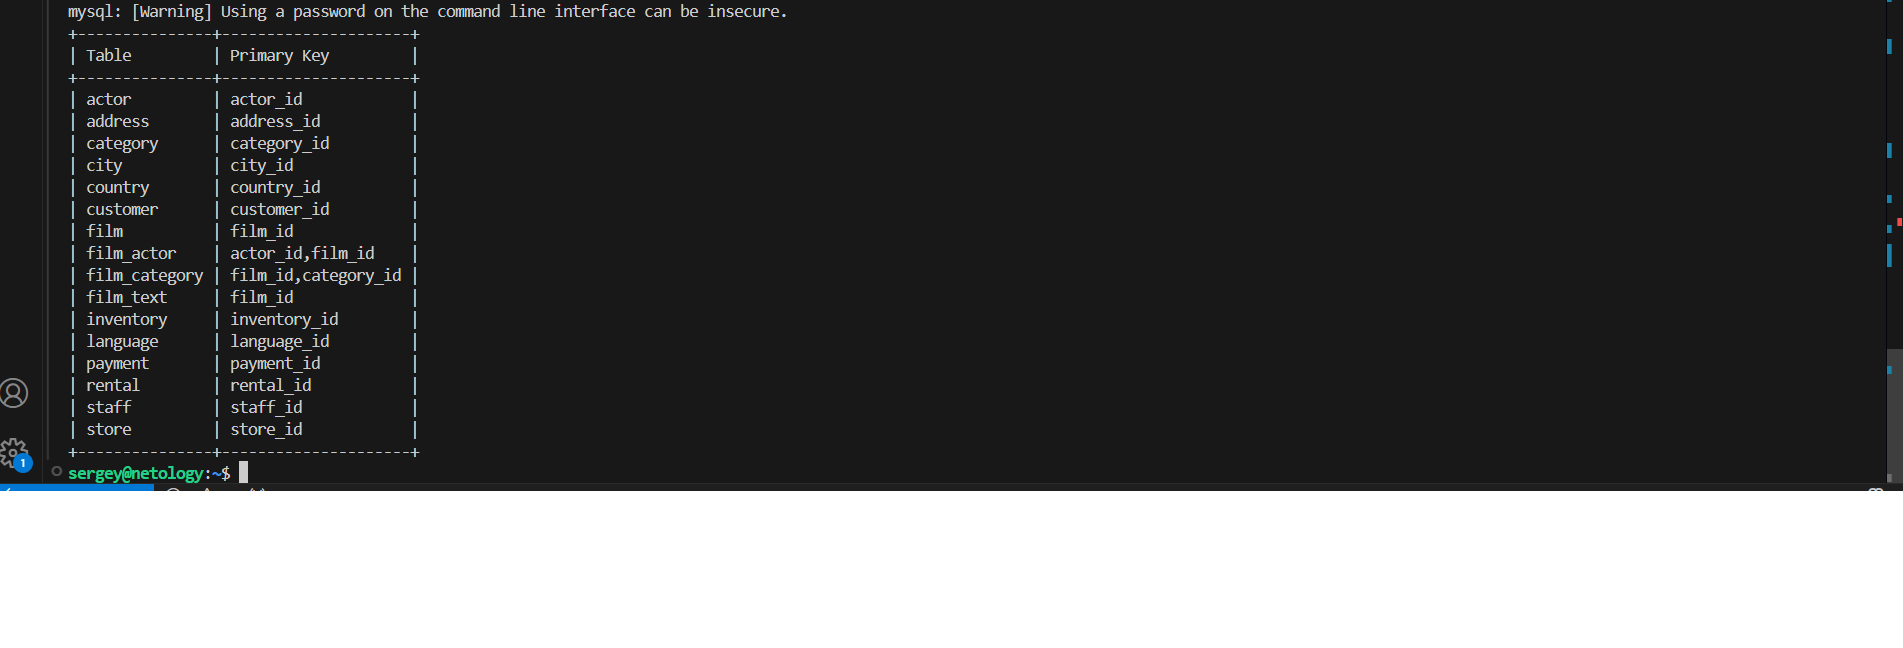 mysql: [Warning] Using a password on the command line interface can be insecure.
+---------------+---------------------+
| Table         | Primary Key         |
+---------------+---------------------+
| actor         | actor_id            |
| address       | address_id          |
| category      | category_id         |
| city          | city_id             |
| country       | country_id          |
| customer      | customer_id         |
| film          | film_id             |
| film_actor    | actor_id,film_id    |
| film_category | film_id,category_id |
| film_text     | film_id             |
| inventory     | inventory_id        |
| language      | language_id         |
| payment       | payment_id          |
| rental        | rental_id           |
| staff         | staff_id            |
| store         | store_id            |
+---------------+---------------------+
1
sergey@netology:~$